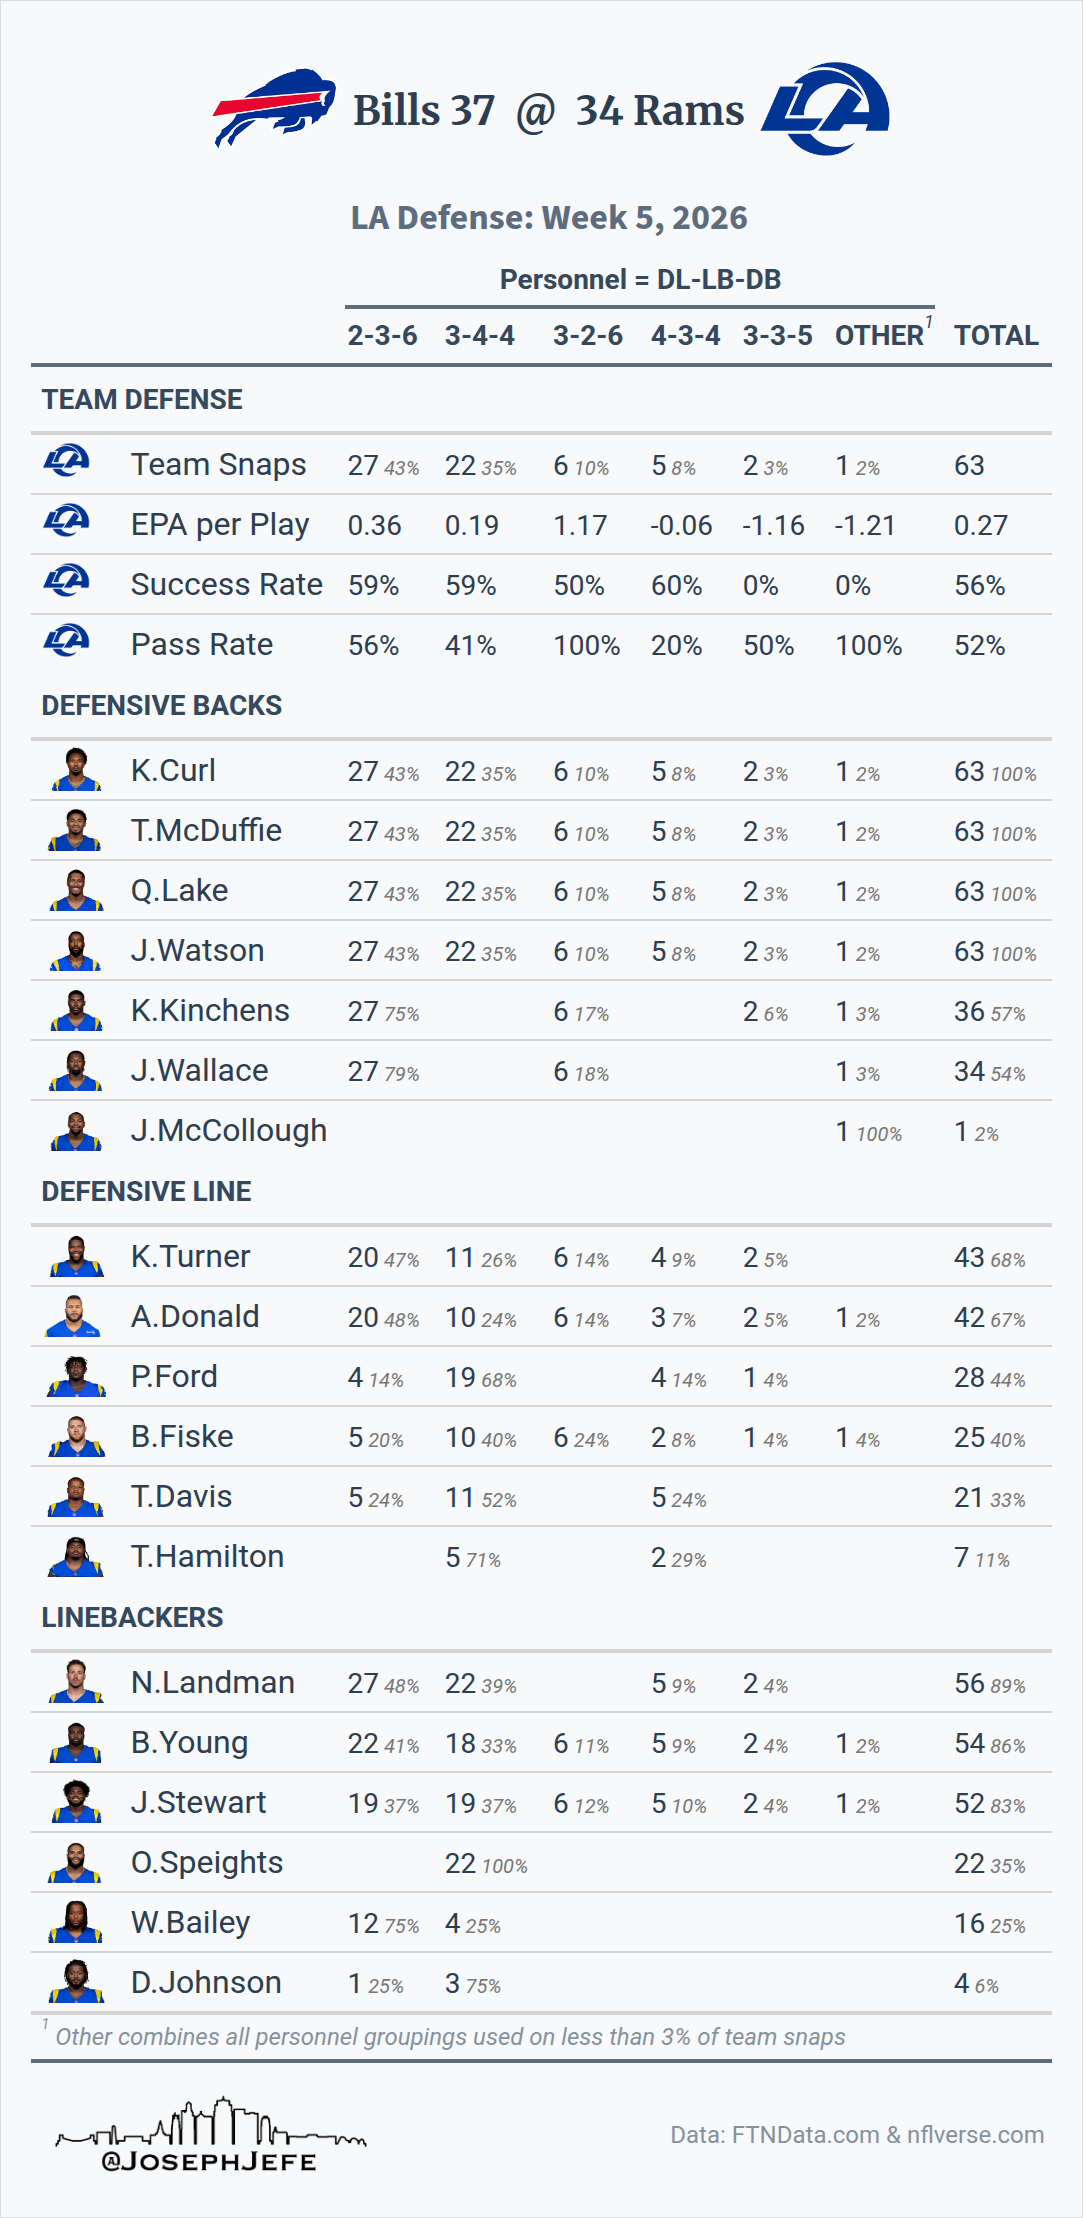 Bills 37 @ 34 Rams
LA Defense: Week 5, 2026
Personnel = DL-LB-DB
2-3-6 3-4-4 3-2-6 4-3-4 3-3-5 OTHER 1 TOTAL
TEAM DEFENSE
Team Snaps 27 43% 22 35% 6 10% 5 8% 2 3% 1 2% 63
EPA per Play 0.36 0.19 1.17 -0.06 -1.16 -1.21 0.27
Success Rate 59% 59% 50% 60% 0% 0% 56%
Pass Rate 56% 41% 100% 20% 50% 100% 52%
DEFENSIVE BACKS
K.Curl 27 43% 22 35% 6 10% 5 8% 2 3% 1 2% 63 100%
T.McDuffie 27 43% 22 35% 6 10% 5 8% 2 3% 1 2% 63 100%
Q.Lake 27 43% 22 35% 6 10% 5 8% 2 3% 1 2% 63 100%
J.Watson 27 43% 22 35% 6 10% 5 8% 2 3% 1 2% 63 100%
K.Kinchens 27 75% 6 17% 2 6% 1 3% 36 57%
J.Wallace 27 79% 6 18% 1 3% 34 54%
J.McCollough 1 100% 1 2%
DEFENSIVE LINE
K.Turner 20 47% 11 26% 6 14% 4 9% 2 5% 43 68%
A.Donald 20 48% 10 24% 6 14% 3 7% 2 5% 1 2% 42 67%
P.Ford 4 14% 19 68% 4 14% 1 4% 28 44%
B.Fiske 5 20% 10 40% 6 24% 2 8% 1 4% 1 4% 25 40%
T.Davis 5 24% 11 52% 5 24% 21 33%
T.Hamilton 5 71% 2 29% 7 11%
LINEBACKERS
N.Landman 27 48% 22 39% 5 9% 2 4% 56 89%
B.Young 22 41% 18 33% 6 11% 5 9% 2 4% 1 2% 54 86%
J.Stewart 19 37% 19 37% 6 12% 5 10% 2 4% 1 2% 52 83%
O.Speights 22 100% 22 35%
W.Bailey 12 75% 4 25% 16 25%
D.Johnson 1 25% 3 75% 4 6%
1 Other combines all personnel groupings used on less than 3% of team snaps
@JOSEPHJEFE
Data: FTNData.com & nflverse.com